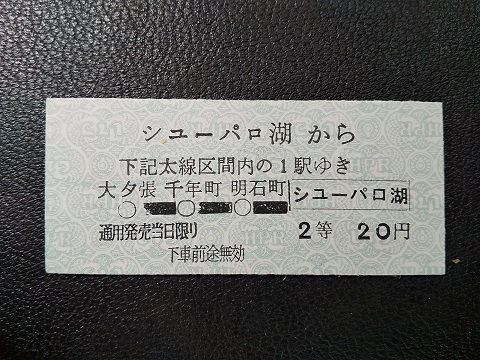 シユーパロ湖 から
下記太線区間内の1駅ゆき
大夕張 千年町 明石町 シユーパロ湖
通用発売当日限り 2等 20円
下車前途無効